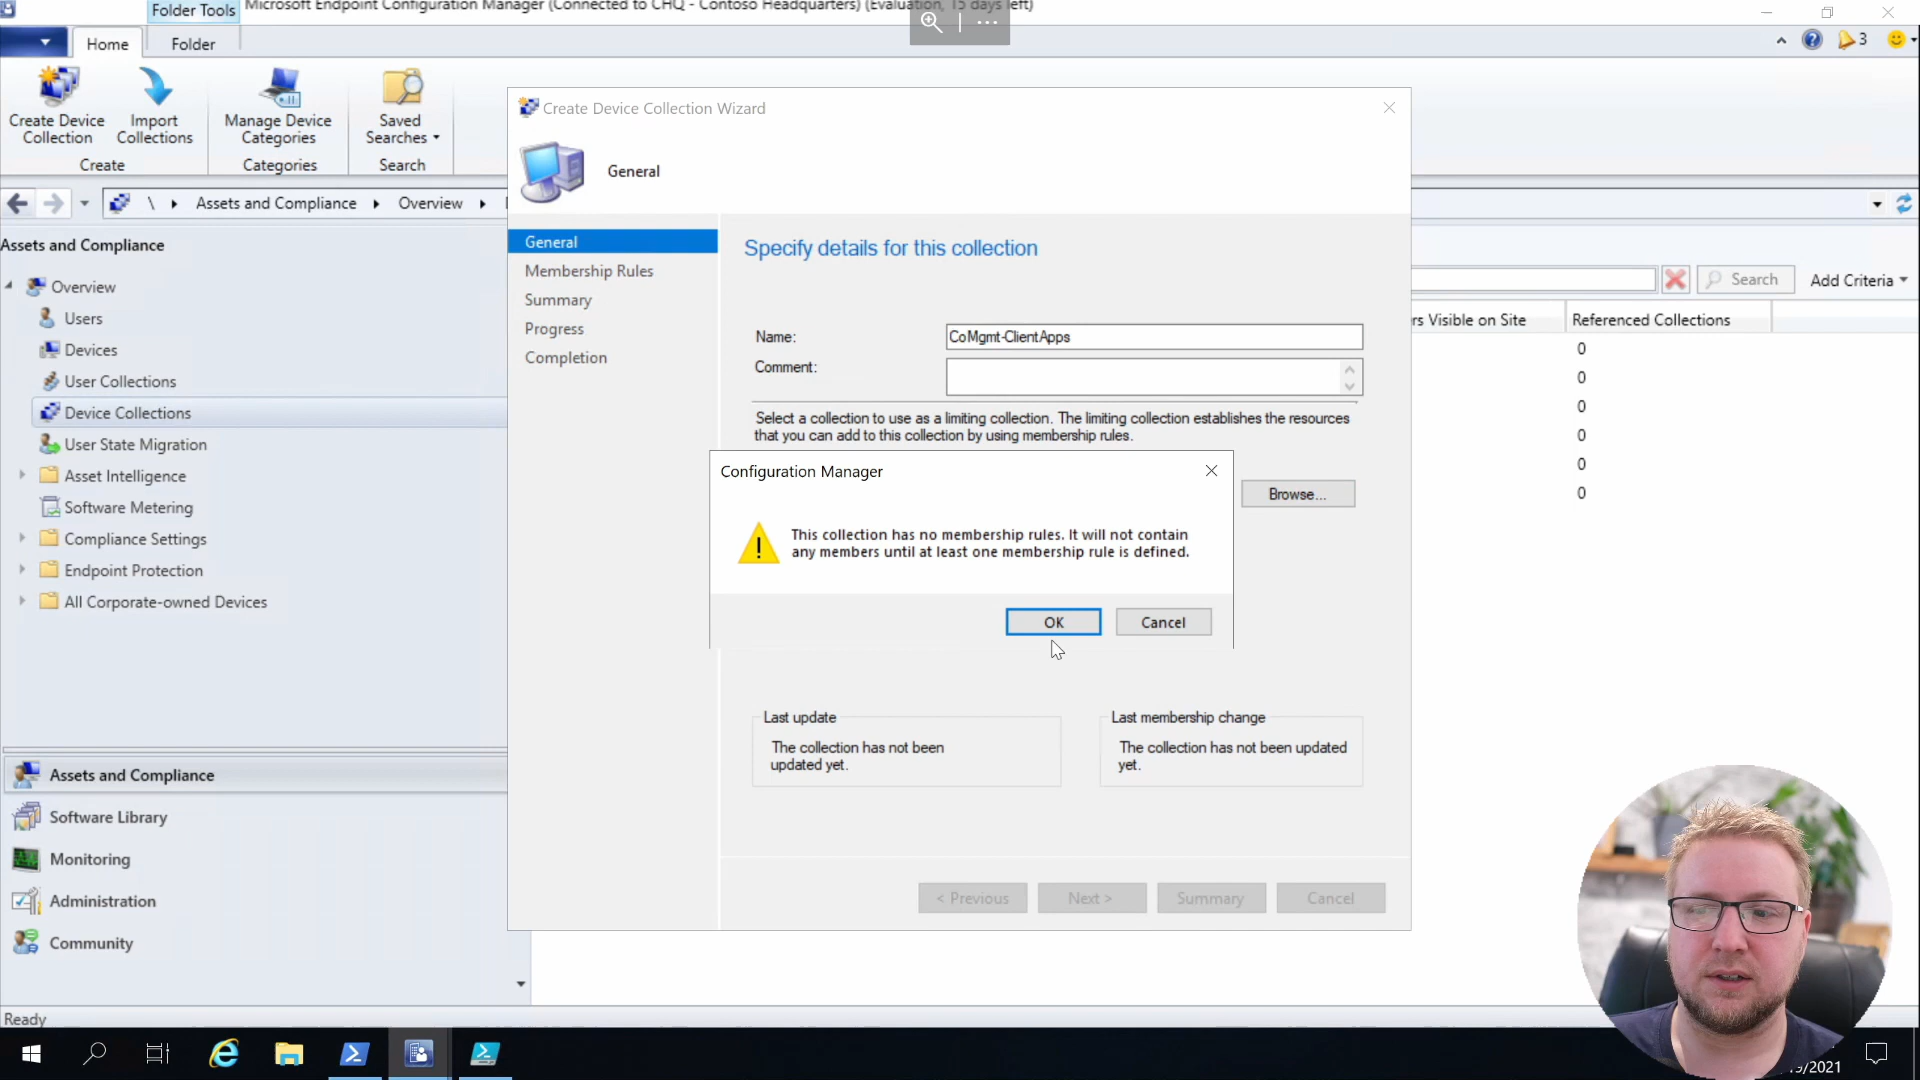 Folder Tools
Microsoft Endpoint Configuration Manager (Connected to CHQ - Contoso Headquarters) (Evaluation, 15 days left)
Home
Folder
3
Create Device Collection
Import Collections
Manage Device Categories
Saved Searches
Create
Categories
Search
\
Assets and Compliance
Overview
Assets and Compliance
Overview
Users
Devices
User Collections
Device Collections
User State Migration
Asset Intelligence
Software Metering
Compliance Settings
Endpoint Protection
All Corporate-owned Devices
Assets and Compliance
Software Library
Monitoring
Administration
Community
Ready
Create Device Collection Wizard
General
General
Membership Rules
Summary
Progress
Completion
Specify details for this collection
Name:
CoMgmt-ClientApps
Comment:
Select a collection to use as a limiting collection. The limiting collection establishes the resources
that you can add to this collection by using membership rules.
Browse...
Configuration Manager
This collection has no membership rules. It will not contain
any members until at least one membership rule is defined.
OK
Cancel
Last update
The collection has not been
updated yet.
Last membership change
The collection has not been updated
yet.
< Previous
Next >
Summary
Cancel
Search
Add Criteria
rs Visible on Site
Referenced Collections
0
0
0
0
0
0
/2021